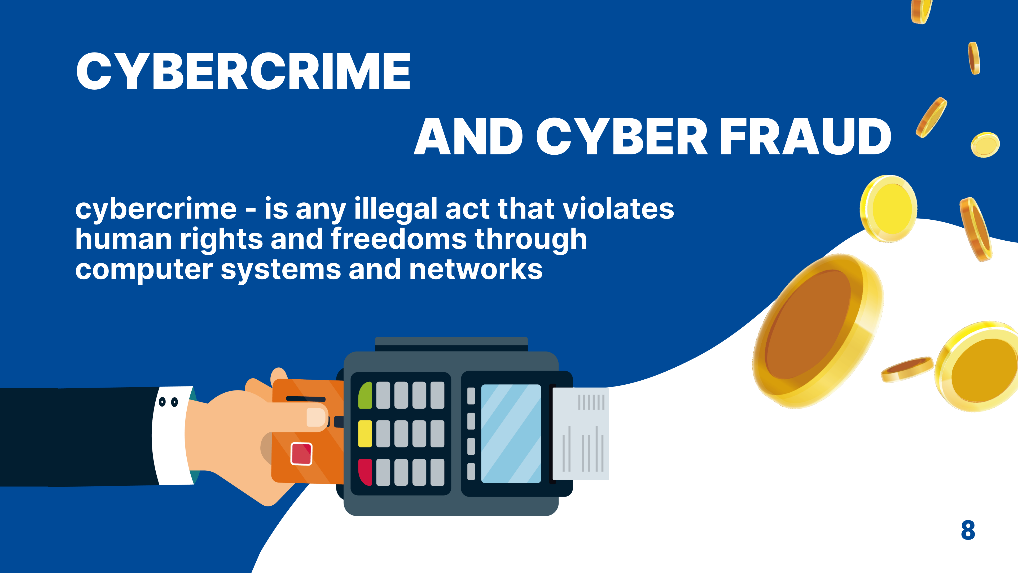 CYBERCRIME
AND CYBER FRAUD
cybercrime - is any illegal act that violates
human rights and freedoms through
computer systems and networks
8